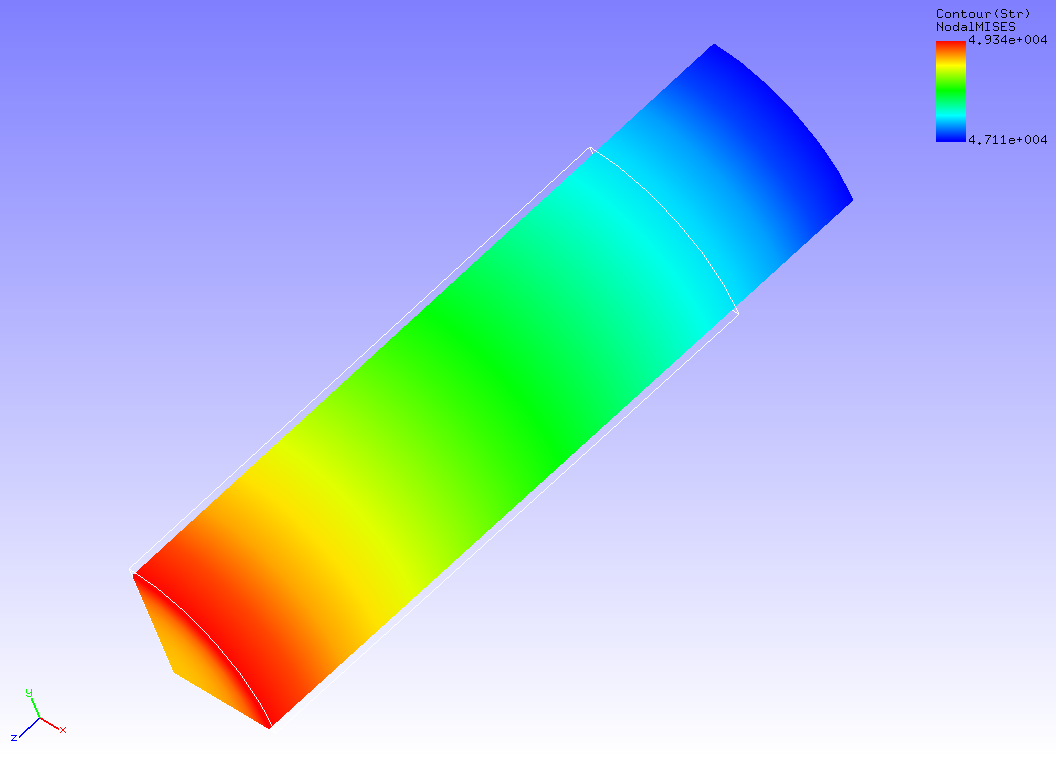 Contour(Str)
NodalMISES
4.934e+004
4.711e+004
y
z
x